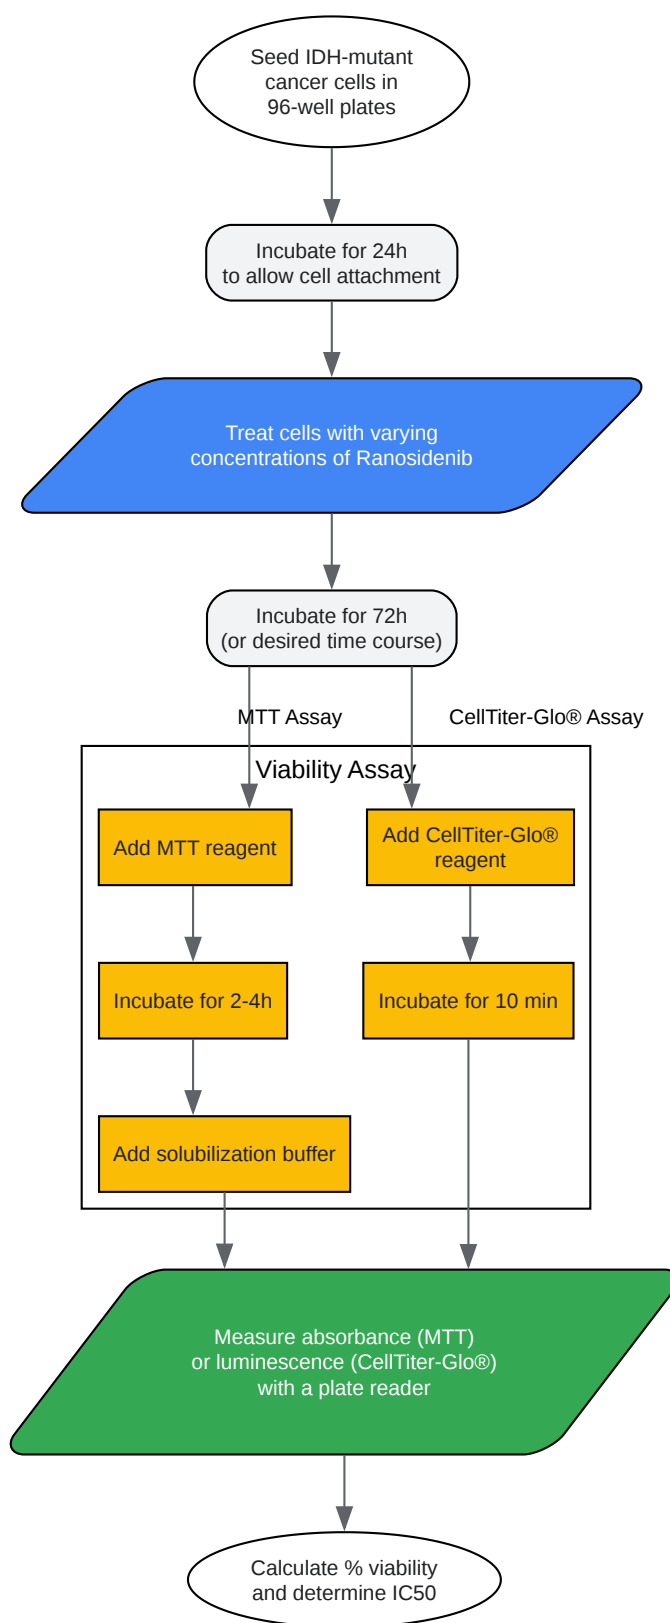 Seed IDH-mutant
cancer cells in
96-well plates
Incubate for 24h
to allow cell attachment
Treat cells with varying
concentrations of Ranosidenib
Incubate for 72h
(or desired time course)
MTT Assay
CellTiter-Glo® Assay
Viability Assay
Add MTT reagent
Add CellTiter-Glo®
reagent
Incubate for 2-4h
Incubate for 10 min
Add solubilization buffer
Measure absorbance (MTT)
or luminescence (CellTiter-Glo®)
with a plate reader
Calculate % viability
and determine IC50